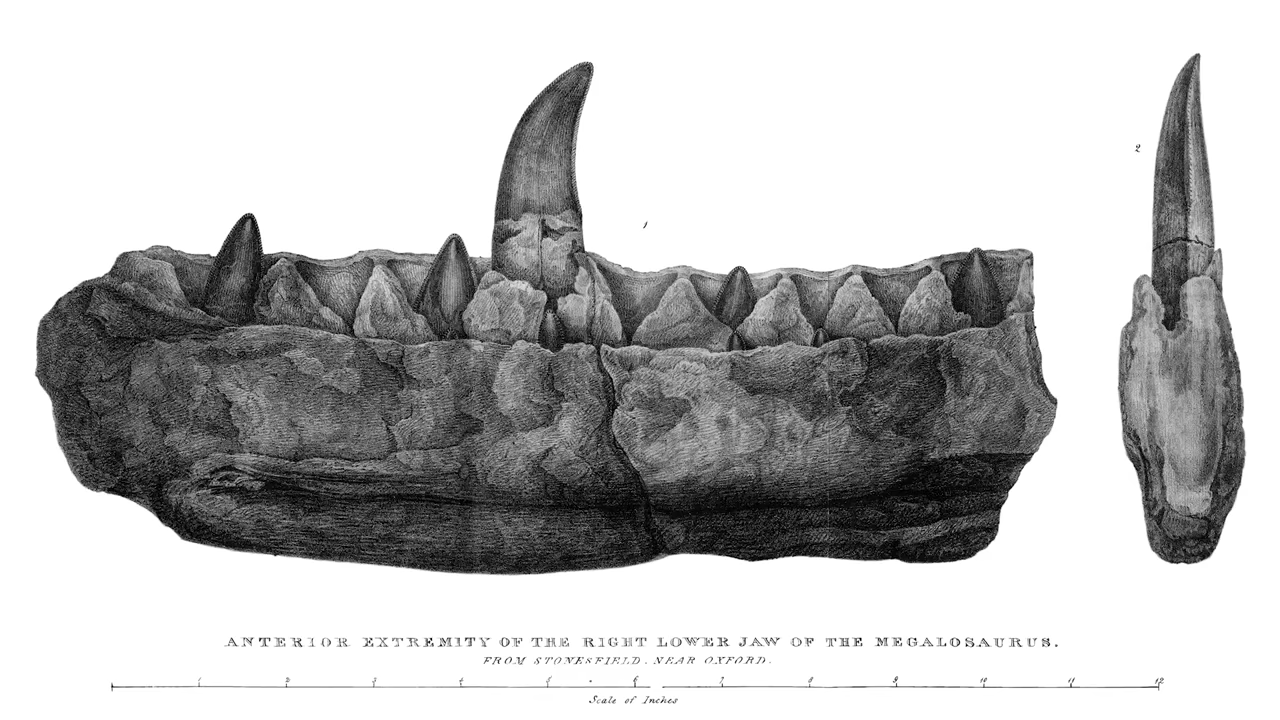 1
2
ANTERIOR EXTREMITY OF THE RIGHT LOWER JAW OF THE MEGALOSAURUS.
FROM STONESFIELD. NEAR OXFORD.
1 2 3 4 5 6 7 8 9 10 11 12
Scale of Inches